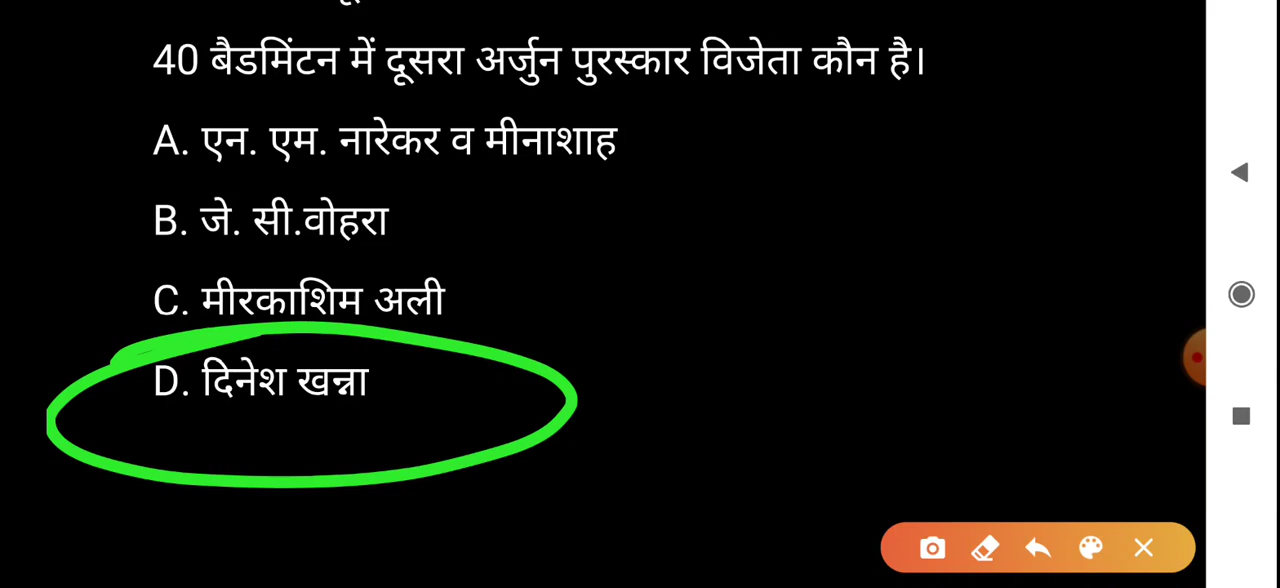 40 बैडमिंटन में दूसरा अर्जुन पुरस्कार विजेता कौन है।
A. एन. एम. नारेकर व मीनाशाह
B. जे. सी.वोहरा
C. मीरकाशिम अली
D. दिनेश खन्ना